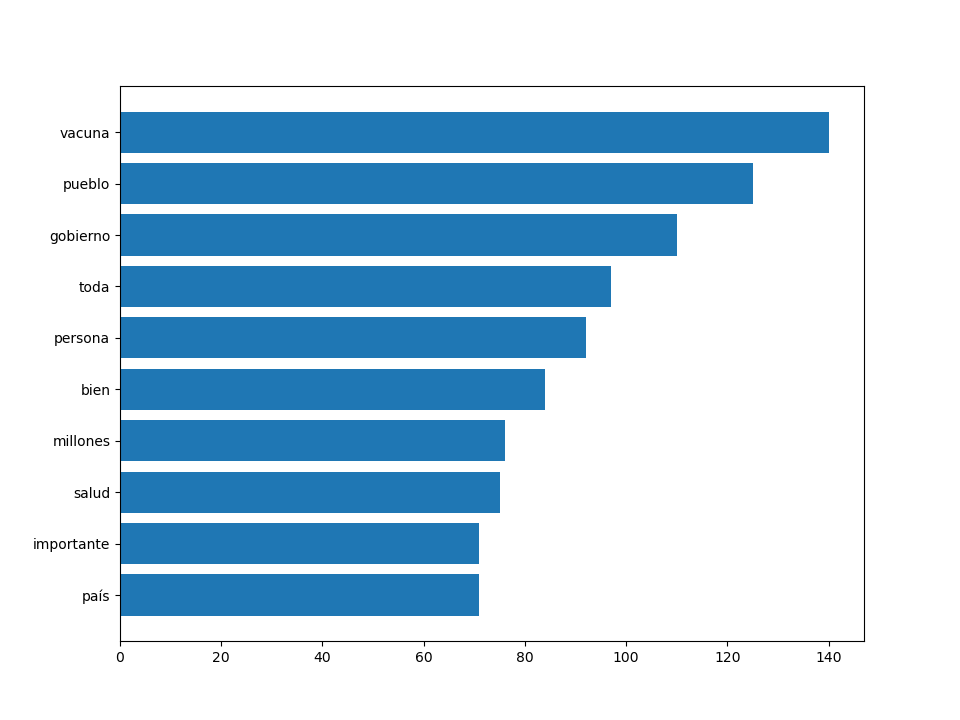 vacuna
pueblo
gobierno
toda
persona
bien
millones
salud
importante
país
0 20 40 60 80 100 120 140